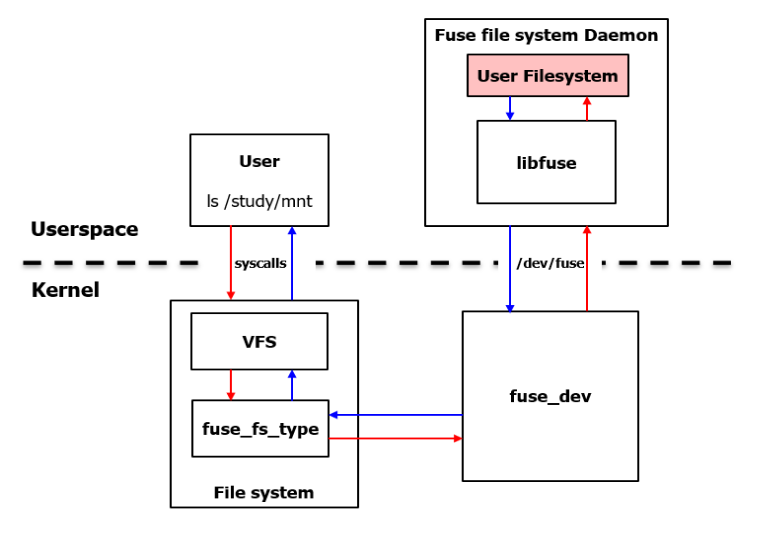 Fuse file system Daemon
User Filesystem
libfuse
User
ls /study/mnt
Userspace
syscalls
/dev/fuse
Kernel
VFS
fuse_dev
fuse_fs_type
File system